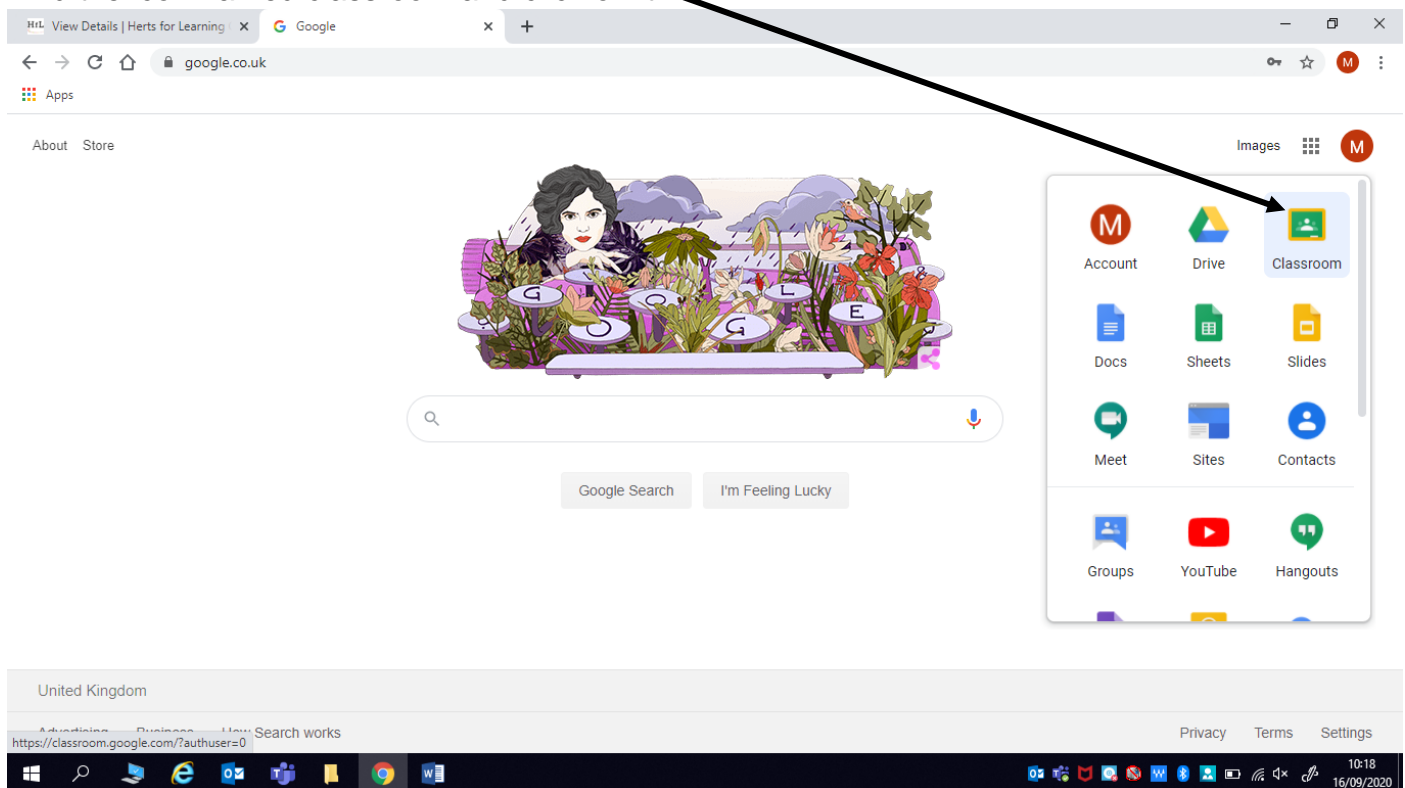 View Details | Herts for Learning
Google
google.co.uk
M
Apps
About Store
Images
M
G O O G L E
M
Account Drive Classroom
Docs Sheets Slides
Meet Sites Contacts
Google Search I'm Feeling Lucky
Groups YouTube Hangouts
United Kingdom
Search works
Privacy Terms Settings
https://classroom.google.com/?authuser=0
10:18
16/09/2020